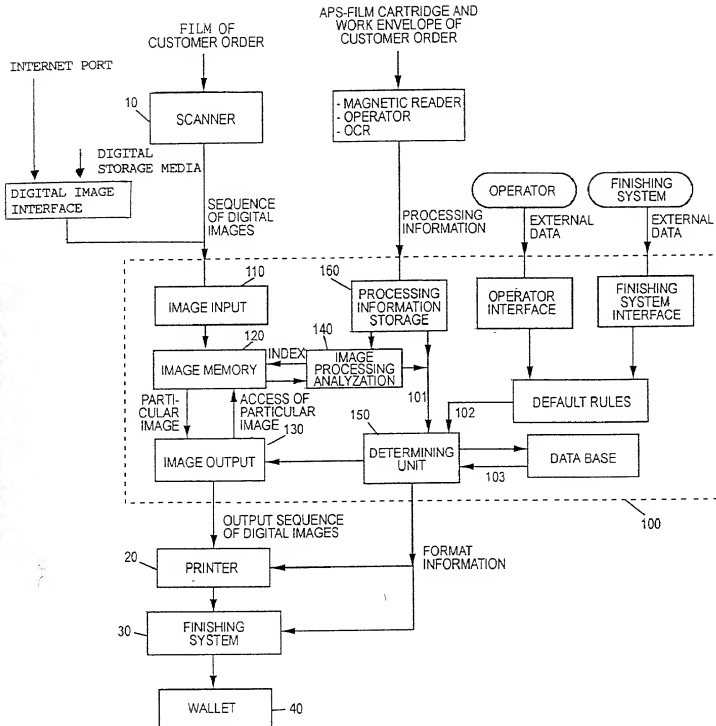 FILM OF
CUSTOMER ORDER
APS-FILM CARTRIDGE AND
WORK ENVELOPE OF
CUSTOMER ORDER
INTERNET PORT
10
SCANNER
- MAGNETIC READER
- OPERATOR
- OCR
DIGITAL
STORAGE MEDIA
DIGITAL IMAGE
INTERFACE
SEQUENCE
OF DIGITAL
IMAGES
PROCESSING
INFORMATION
OPERATOR
FINISHING
SYSTEM
EXTERNAL
DATA
EXTERNAL
DATA
110
IMAGE INPUT
160
PROCESSING
INFORMATION
STORAGE
OPERATOR
INTERFACE
FINISHING
SYSTEM
INTERFACE
120
IMAGE MEMORY
INDEX
140
IMAGE
PROCESSING
ANALYZATION
101
PARTI-
CULAR
IMAGE
ACCESS OF
PARTICULAR
IMAGE
130
IMAGE OUTPUT
150
DETERMINING
UNIT
102
DEFAULT RULES
103
DATA BASE
100
OUTPUT SEQUENCE
OF DIGITAL IMAGES
FORMAT
INFORMATION
20
PRINTER
30
FINISHING
SYSTEM
WALLET
40